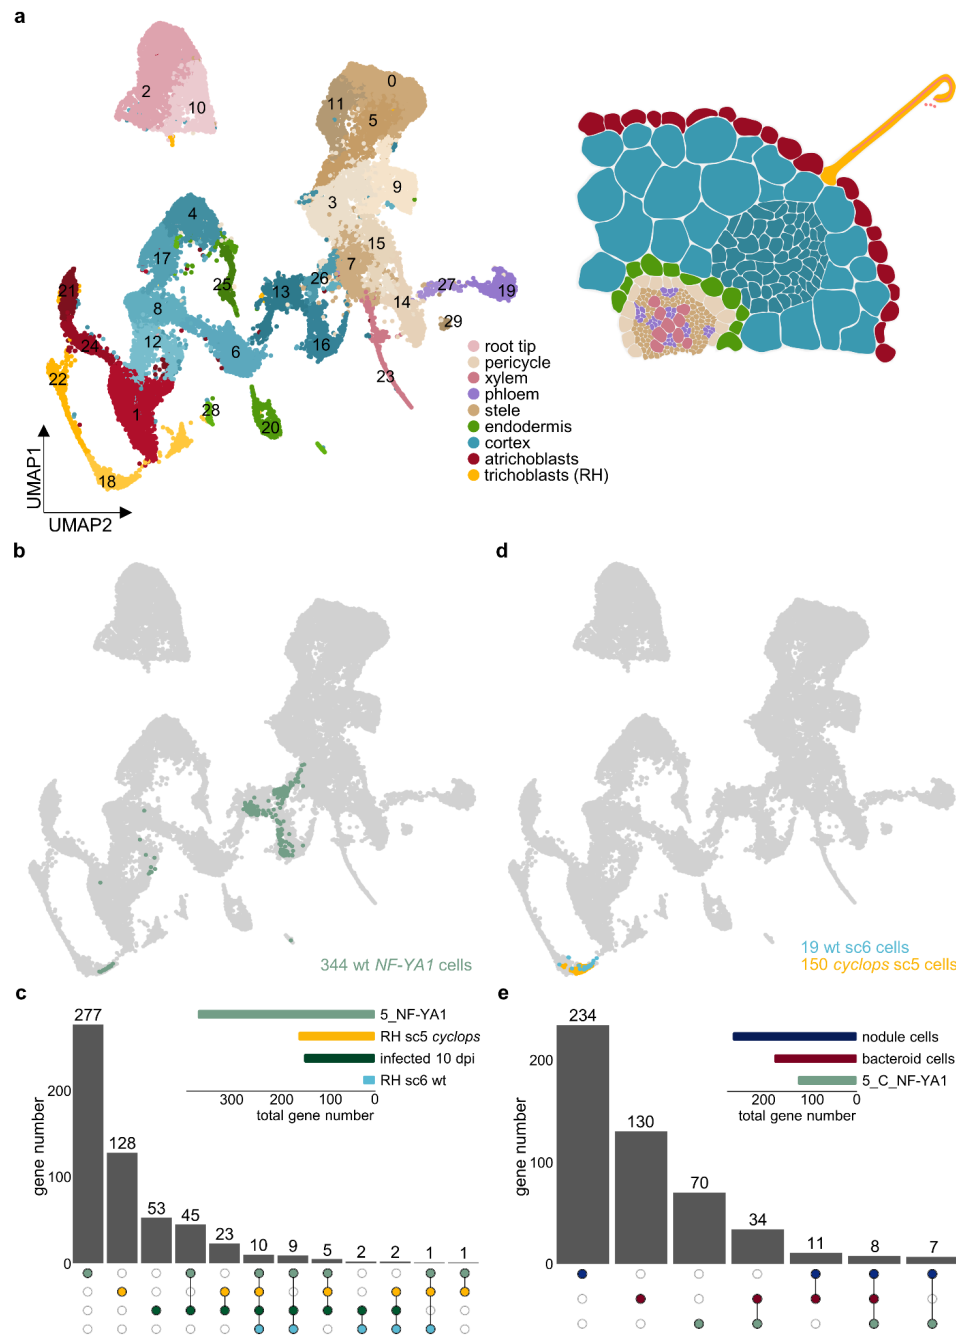 a
2
10
0
11
5
9
3
4
15
17
7
26
25
13
27
19
21
14
8
29
12
24
6
16
22
23
1
28
20
18
root tip
pericycle
xylem
phloem
stele
endodermis
cortex
atrichoblasts
trichoblasts (RH)
UMAP1
UMAP2
b
344 wt NF-YA1 cells
d
19 wt sc6 cells
150 cyclops sc5 cells
c
277
128
53
45
23
10
9
5
2
2
1
1
gene number
200
100
0
5_NF-YA1
RH sc5 cyclops
infected 10 dpi
RH sc6 wt
300 200 100 0
total gene number
e
234
130
70
34
11
8
7
gene number
200
100
0
nodule cells
bacteroid cells
5_C_NF-YA1
200 100 0
total gene number